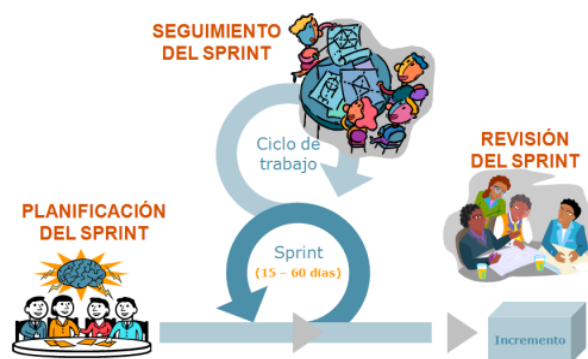 SEGUIMIENTO
DEL SPRINT
Ciclo de
trabajo
REVISIÓN
DEL SPRINT
PLANIFICACIÓN
DEL SPRINT
Sprint
(15 – 60 días)
Incremento